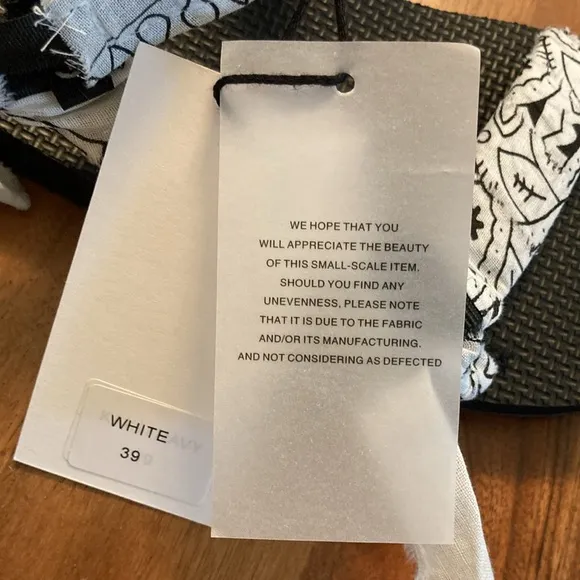 WE HOPE THAT YOU
WILL APPRECIATE THE BEAUTY
OF THIS SMALL-SCALE ITEM.
SHOULD YOU FIND ANY
UNEVENNESS, PLEASE NOTE
THAT IT IS DUE TO THE FABRIC
AND/OR ITS MANUFACTURING.
AND NOT CONSIDERING AS DEFECTED
WHITE
39